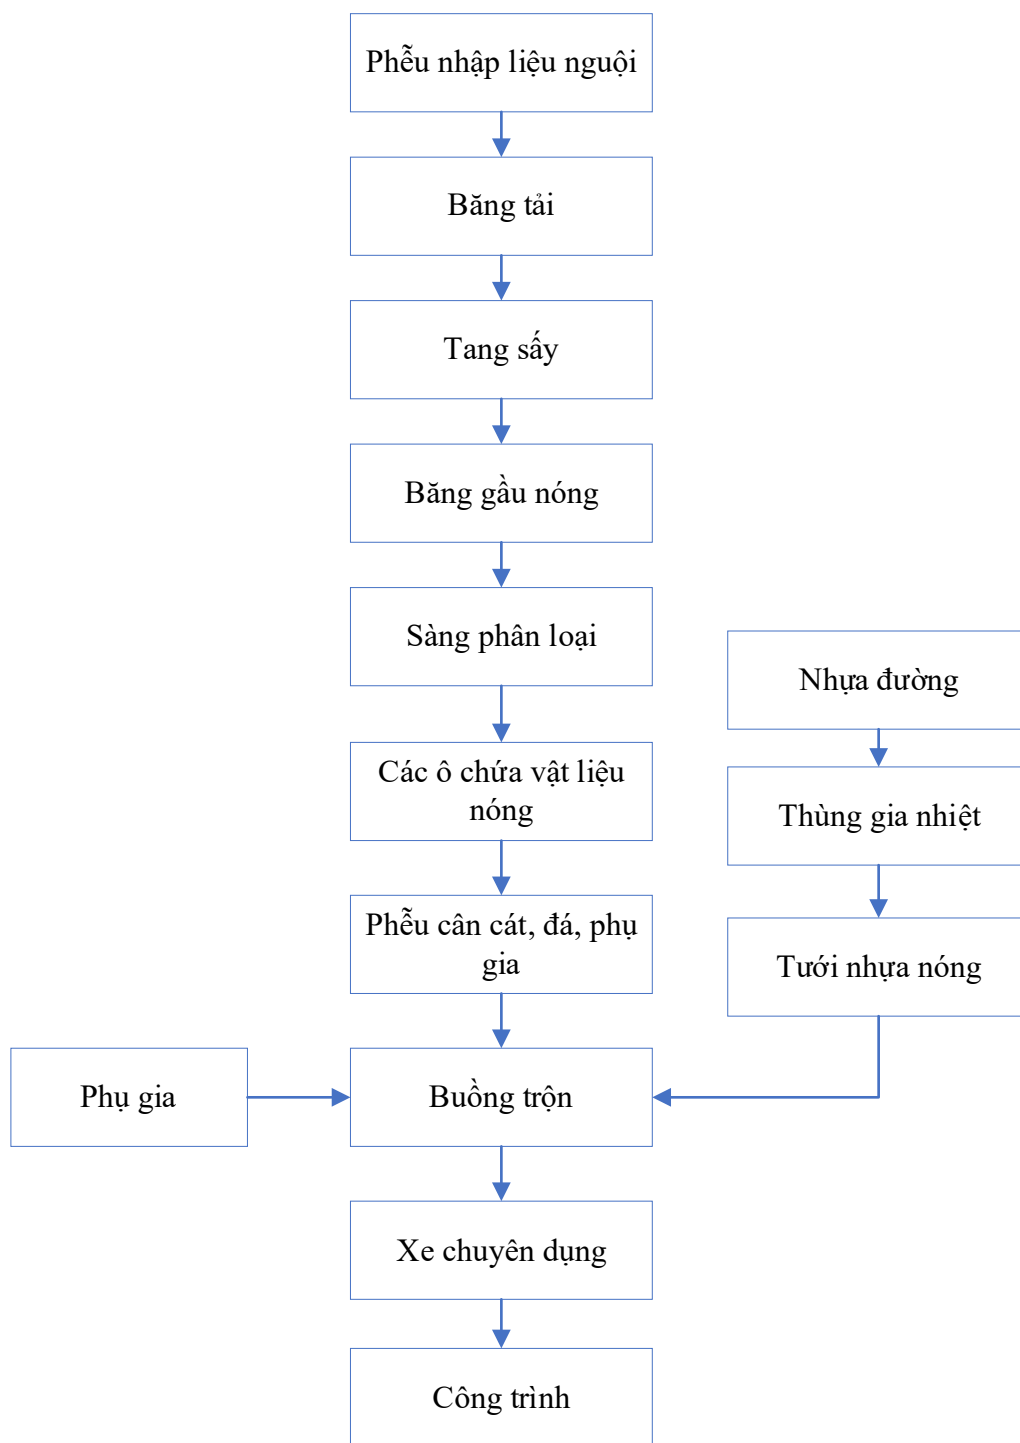 Phễu nhập liệu nguội
Băng tải
Tang sấy
Băng gầu nóng
Sàng phân loại
Nhựa đường
Các ô chứa vật liệu
nóng
Thùng gia nhiệt
Phễu cân cát, đá, phụ
gia
Tưới nhựa nóng
Phụ gia
Buồng trộn
Xe chuyên dụng
Công trình